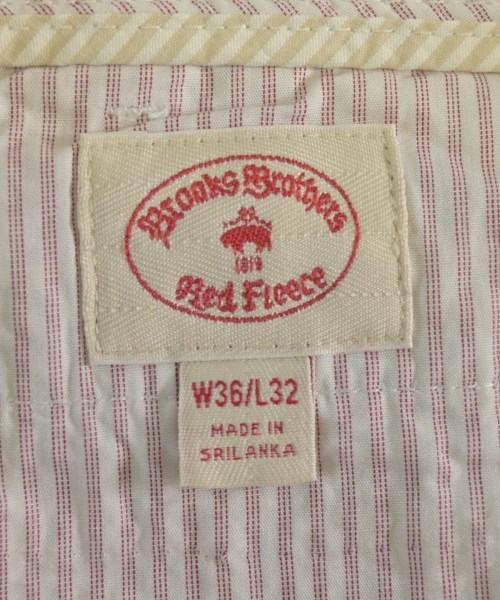 Brooks Brothers
1818
Red Fleece
W36/L32
MADE IN
SRILANKA